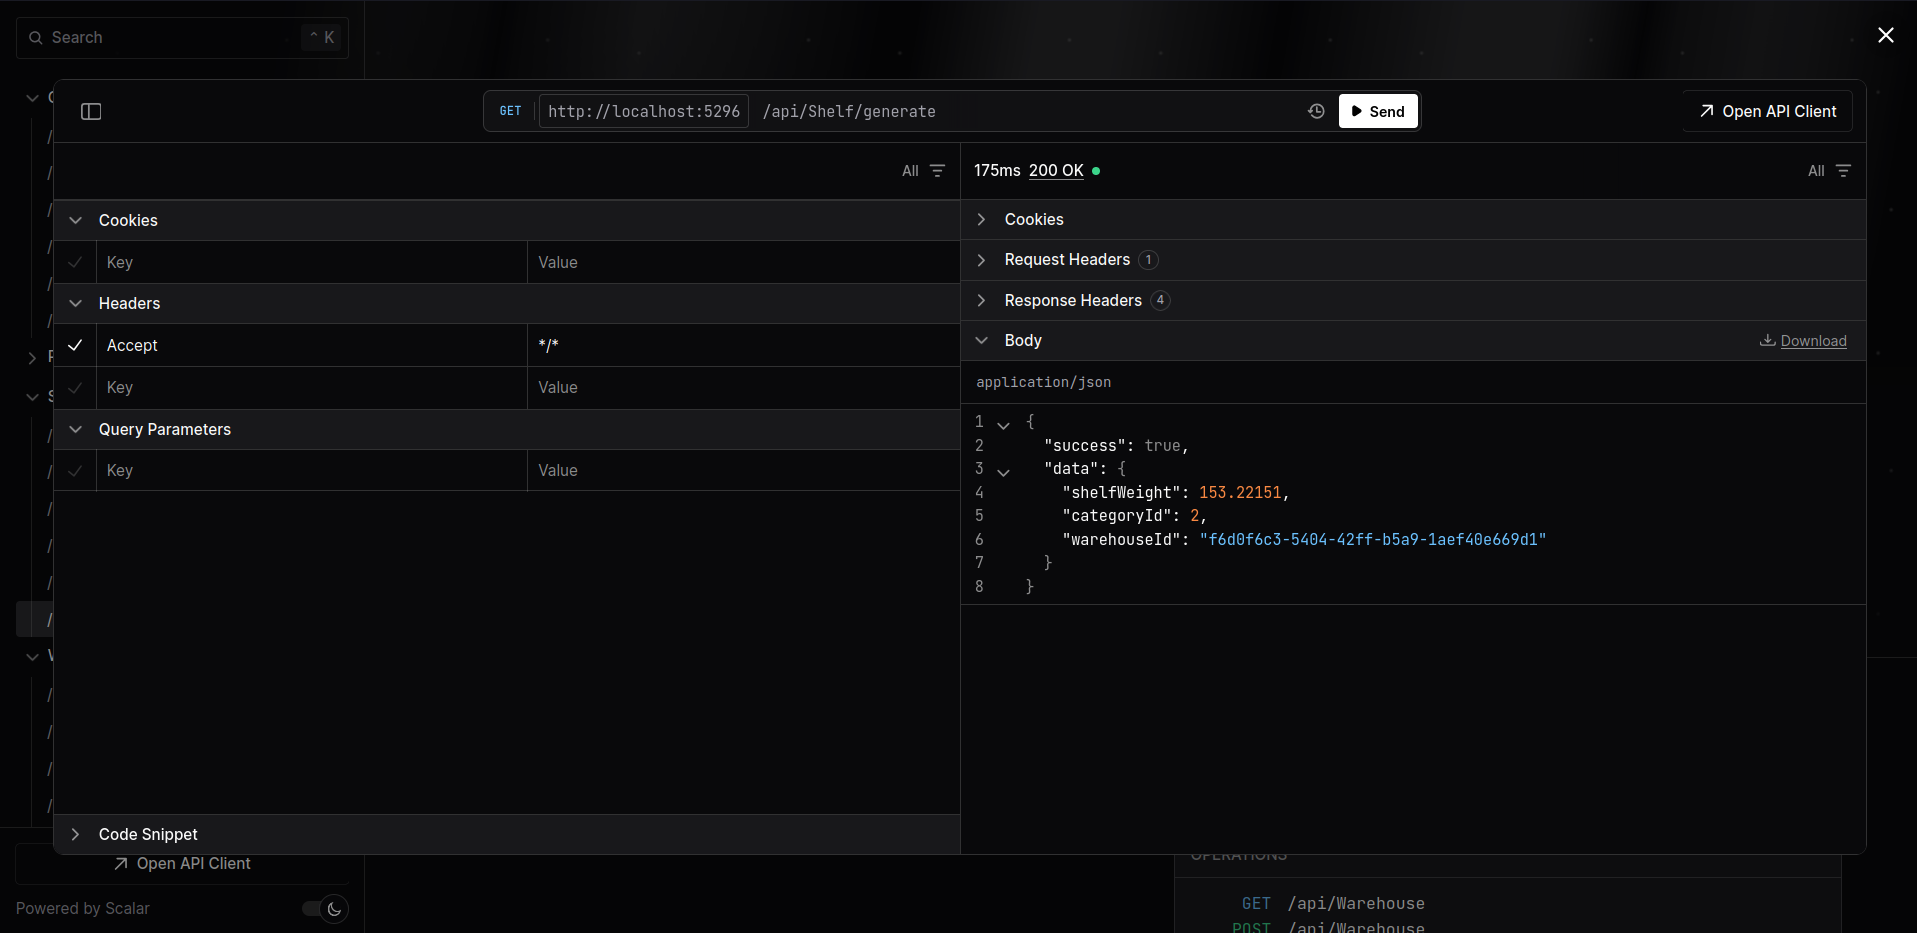 Search
^ K
GET http://localhost:5296 /api/Shelf/generate
Send
Open API Client
All
175ms 200 OK
All
Cookies
Key Value
Headers
Accept */*
Key Value
Query Parameters
Key Value
Code Snippet
Cookies
Request Headers 1
Response Headers 4
Body
Download
application/json
1 {
2 "success": true,
3 "data": {
4 "shelfWeight": 153.22151,
5 "categoryId": 2,
6 "warehouseId": "f6d0f6c3-5404-42ff-b5a9-1aef40e669d1"
7 }
8 }
Open API Client
Powered by Scalar
OPERATIONS
GET /api/Warehouse
POST /api/Warehouse